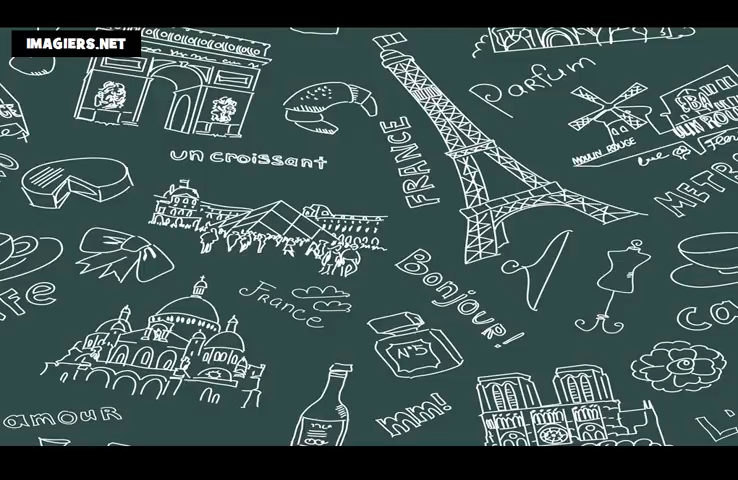 IMAGIERS.NET
Parfum
FRANCE
un croissant
MOULIN ROUGE
METRO
Bonjour!
France
N°5
amour
mm!